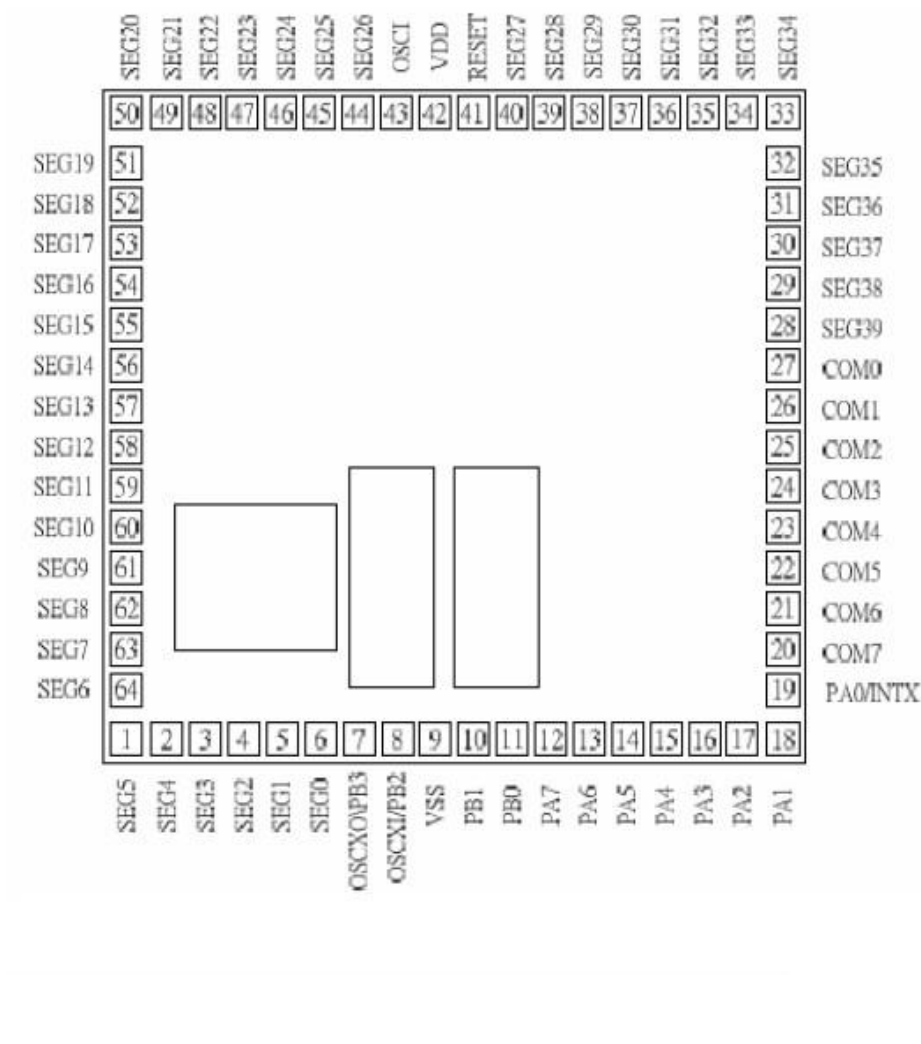 SEG20 SEG21 SEG22 SEG23 SEG24 SEG25 SEG26 OSCI VDD RESET SEG27 SEG28 SEG29 SEG30 SEG31 SEG32 SEG33 SEG34
50 49 48 47 46 45 44 43 42 41 40 39 38 37 36 35 34 33
SEG19 51 32 SEG35
SEG18 52 31 SEG36
SEG17 53 30 SEG37
SEG16 54 29 SEG38
SEG15 55 28 SEG39
SEG14 56 27 COM0
SEG13 57 26 COM1
SEG12 58 25 COM2
SEG11 59 24 COM3
SEG10 60 23 COM4
SEG9 61 22 COM5
SEG8 62 21 COM6
SEG7 63 20 COM7
SEG6 64 19 PA0/INTX
1 2 3 4 5 6 7 8 9 10 11 12 13 14 15 16 17 18
SEG5 SEG4 SEG3 SEG2 SEG1 SEG0 OSCXO\PB3 OSCXI/PB2 VSS PB1 PB0 PA7 PA6 PA5 PA4 PA3 PA2 PA1